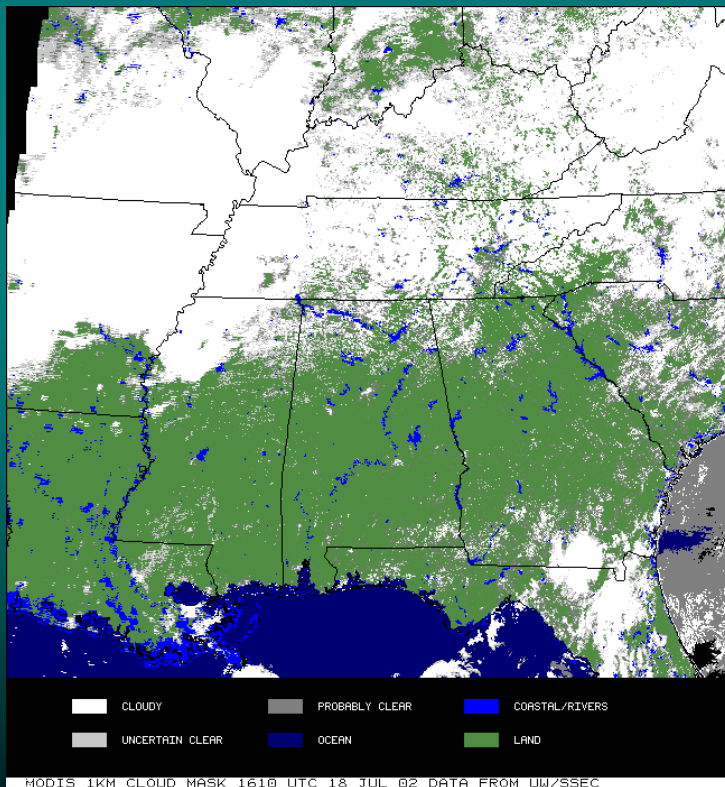 CLOUDY PROBABLY CLEAR COASTAL/RIVERS
UNCERTAIN CLEAR OCEAN LAND
MODIS 1KM CLOUD MASK 1610 UTC 18 JUL 02 DATA FROM UW/SSEC